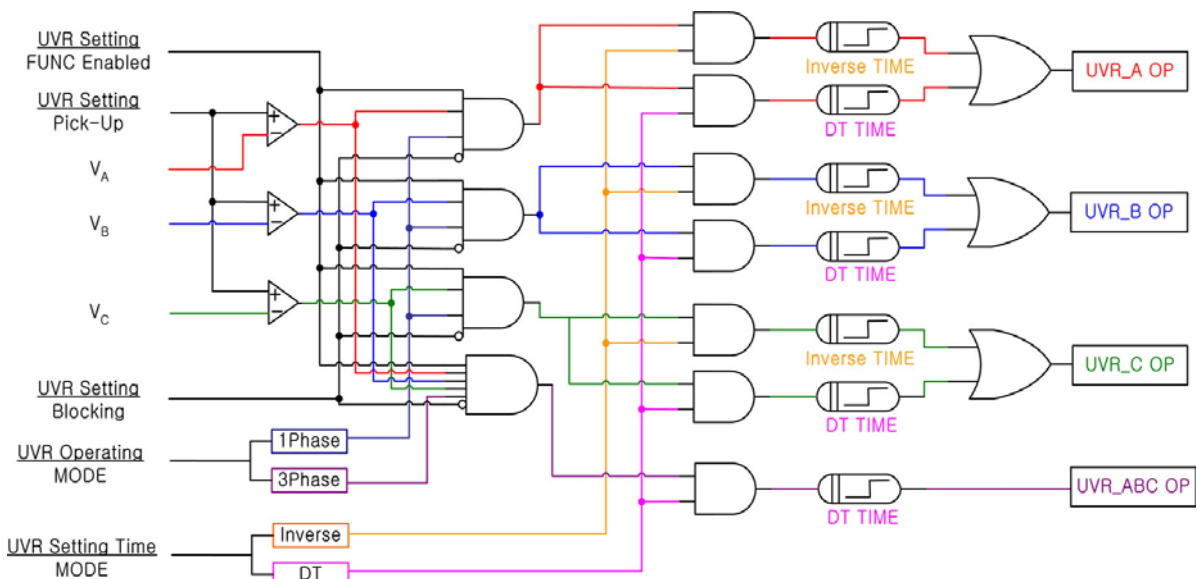 UVR Setting
FUNC Enabled
UVR Setting
Pick-Up
VA
VB
VC
UVR Setting
Blocking
UVR Operating
MODE
1Phase
3Phase
UVR Setting Time
MODE
Inverse
DT
+
−
+
−
+
−
Inverse TIME
DT TIME
UVR_A OP
Inverse TIME
DT TIME
UVR_B OP
Inverse TIME
DT TIME
UVR_C OP
DT TIME
UVR_ABC OP